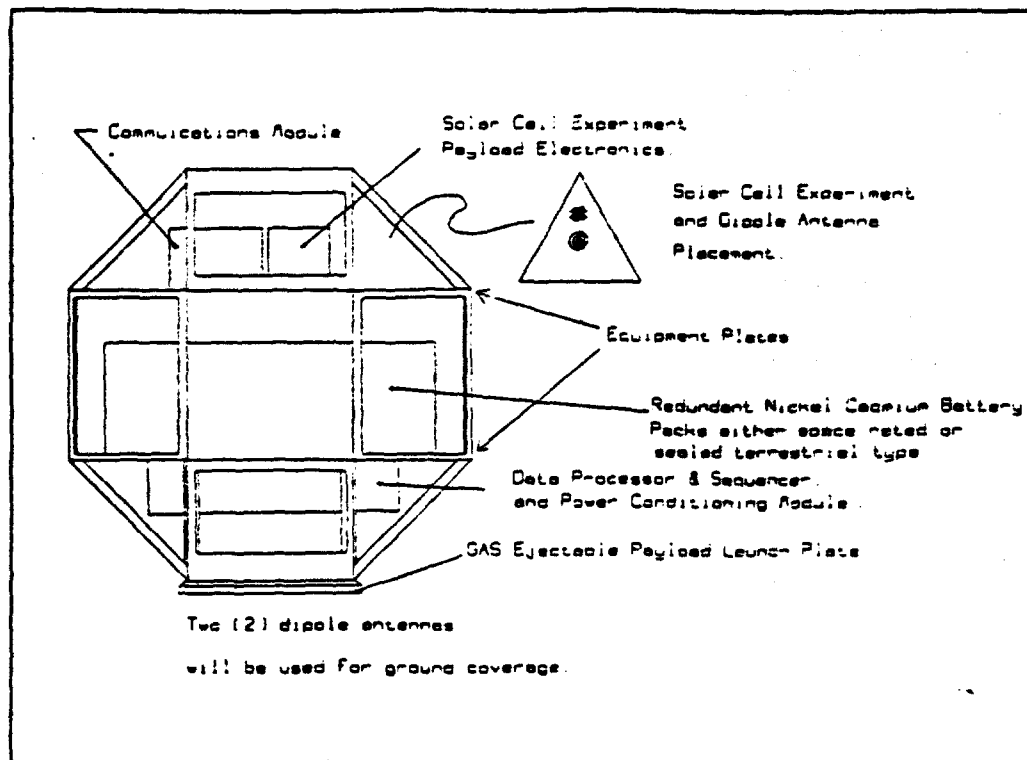 Commuications Module
Solar Cell Experiment
Payload Electronics.
Solar Cell Experiment
and Dipole Antenna
Placement.
Equipment Plates
Redundant Nickel Cadmium Battery
Packs either space rated or
sealed terrestrial type
Data Processor & Sequencer.
and Power Conditioning Module.
GAS Ejectable Payload Launch Plate
Two (2) dipole antennas
will be used for ground coverage.